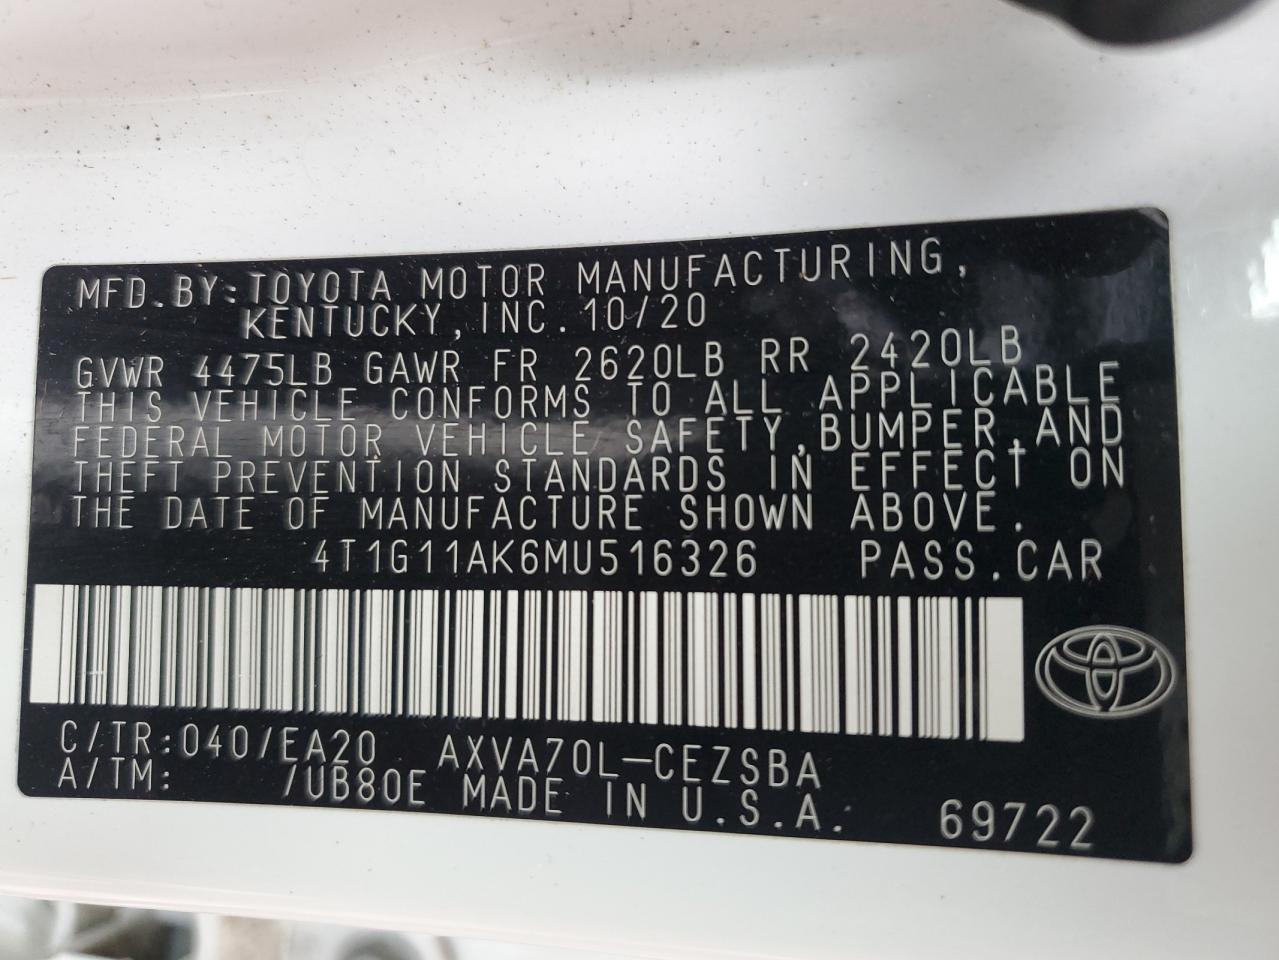 MFD.BY:TOYOTA MOTOR MANUFACTURING,
KENTUCKY,INC.10/20
GVWR 4475LB GAWR FR 2620LB RR 2420LB
THIS VEHICLE CONFORMS TO ALL APPLICABLE
FEDERAL MOTOR VEHICLE SAFETY,BUMPER,AND
THEFT PREVENTION STANDARDS IN EFFECT ON
THE DATE OF MANUFACTURE SHOWN ABOVE.
4T1G11AK6MU516326 PASS.CAR
C/TR:040/EA20 AXVA70L-CEZSBA
A/TM: /UB80E MADE IN U.S.A. 69722